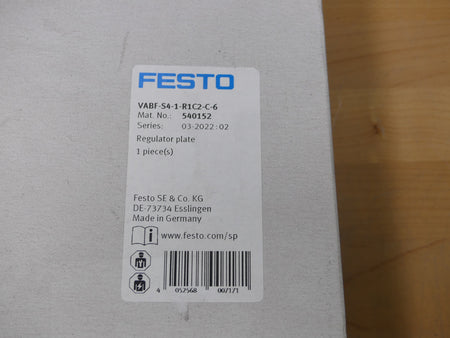 FESTO
VABF-S4-1-R1C2-C-6
Mat. No.: 540152
Series: 03-2022:02
Regulator plate
1 piece(s)
Festo SE & Co. KG
DE-73734 Esslingen
Made in Germany
www.festo.com/sp
4 052568 007171